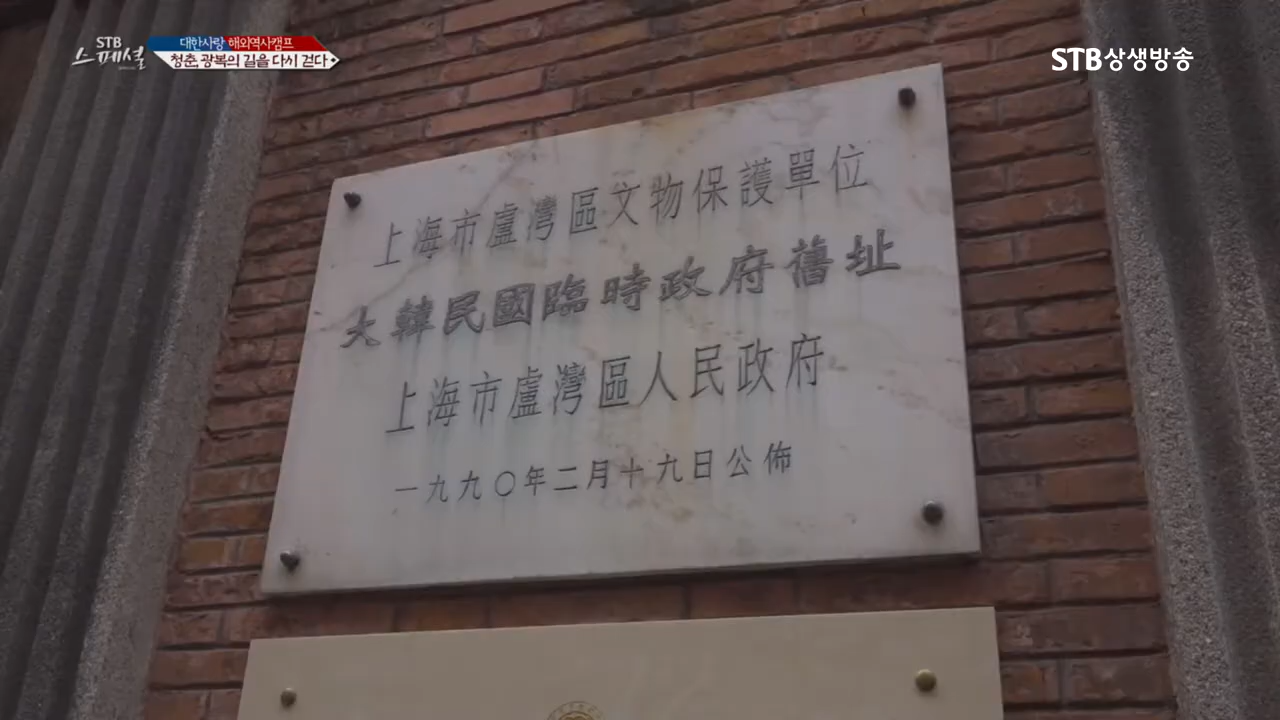 STB
스페셜
대한사랑 해외역사캠프
청춘, 광복의 길을 다시 걷다
STB상생방송
上海市盧灣區文物保護單位
大韓民國臨時政府舊址
上海市盧灣區人民政府
一九九〇年二月十九日公佈